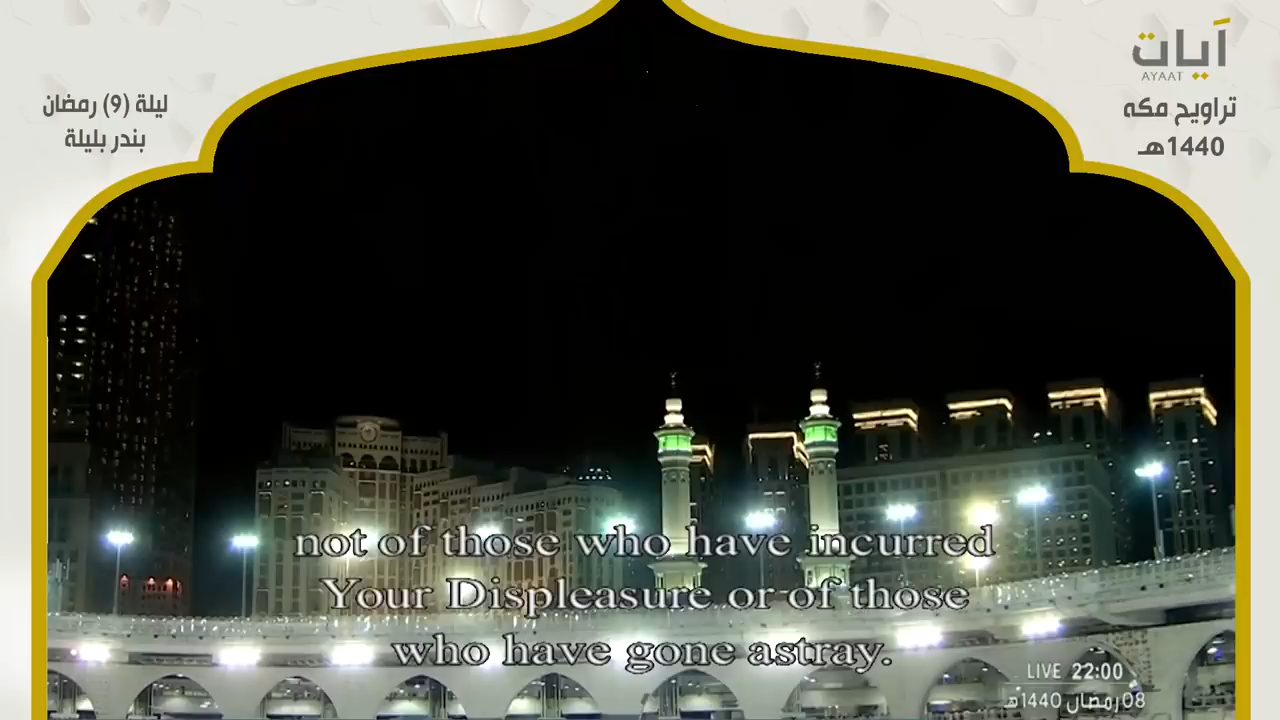 آيات
AYAAT
تراويح مكه
1440هـ
ليلة (9) رمضان
بندر بليلة
not of those who have incurred
Your Displeasure or of those
who have gone astray.
LIVE 22:00
08رمضان 1440هـ